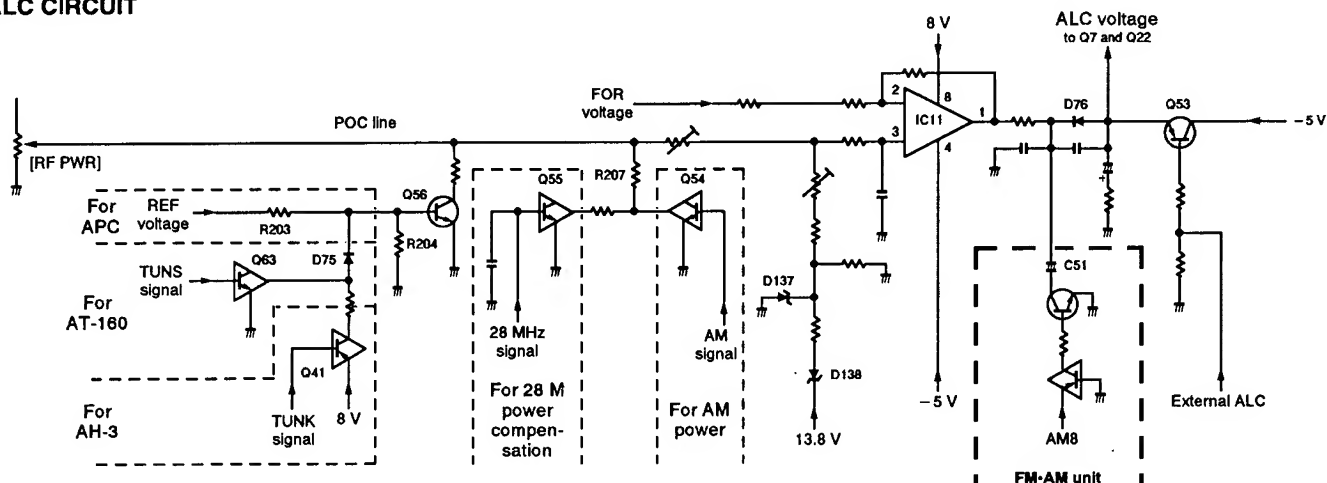 ALC CIRCUIT
8 V
ALC voltage
to Q7 and Q22
FOR
voltage
2
8
IC11
1
3
4
D76
Q53
−5 V
POC line
[RF PWR]
R207
Q56
Q55
Q54
For
APC
REF
voltage
R203
R204
D75
TUNS
signal
Q63
For
AT-160
Q41
For
AH-3
TUNK
signal
8 V
28 MHz
signal
For 28 M
power
compen-
sation
AM
signal
For AM
power
D137
D138
13.8 V
−5 V
C51
AM8
FM•AM unit
External ALC